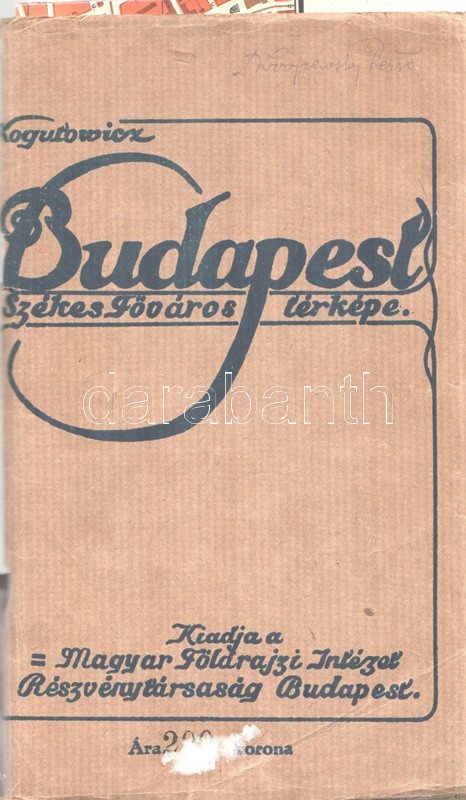 Kogutowicz
Budapest
Székes Főváros térképe.
darabanth
Kiadja a
= Magyar Földrajzi Intézet
Részvénytársaság Budapest.
Ára korona